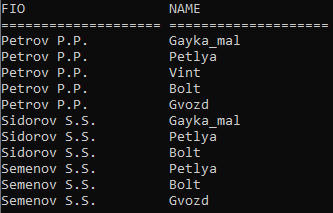 FIO NAME
==================== ====================
Petrov P.P. Gayka_mal
Petrov P.P. Petlya
Petrov P.P. Vint
Petrov P.P. Bolt
Petrov P.P. Gvozd
Sidorov S.S. Gayka_mal
Sidorov S.S. Petlya
Sidorov S.S. Bolt
Semenov S.S. Petlya
Semenov S.S. Bolt
Semenov S.S. Gvozd